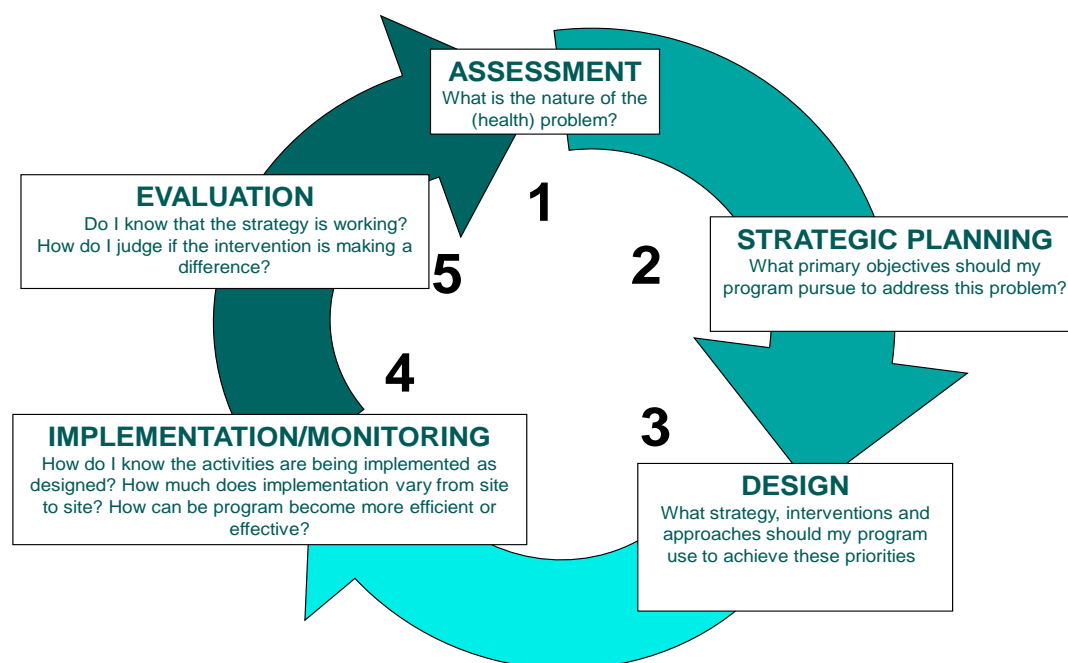 ASSESSMENT
What is the nature of the
(health) problem?
1
2
STRATEGIC PLANNING
What primary objectives should my
program pursue to address this problem?
3
DESIGN
What strategy, interventions and
approaches should my program
use to achieve these priorities
4
IMPLEMENTATION/MONITORING
How do I know the activities are being implemented as
designed? How much does implementation vary from site
to site? How can be program become more efficient or
effective?
5
EVALUATION
Do I know that the strategy is working?
How do I judge if the intervention is making a
difference?